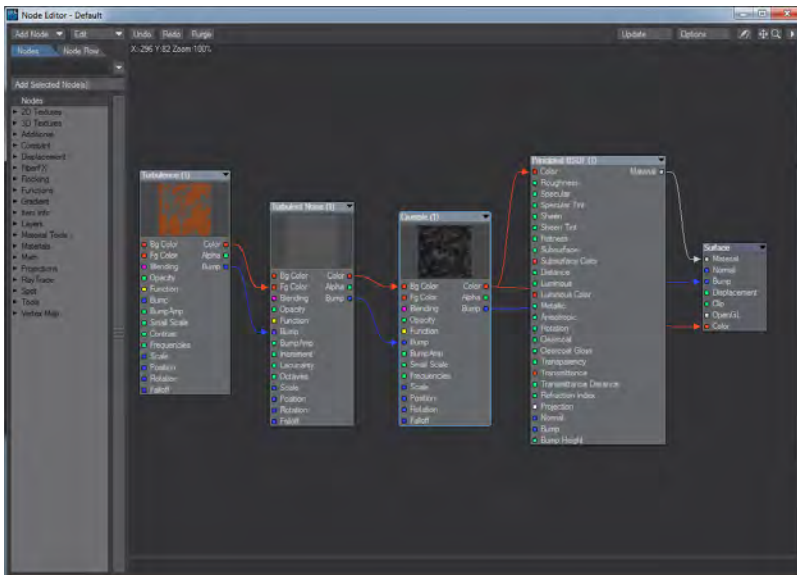 Node Editor - Default
Add Node Edit Undo Redo Purge Update Options
Nodes Node Flow X:-296 Y:82 Zoom:100%
Add Selected Node(s)
Nodes
2D Textures
3D Textures
Additional
Constant
Displacement
FiberFX
Flocking
Functions
Gradient
Item Info
Layers
Material Tools
Materials
Math
Projections
RayTrace
Spot
Tools
Vertex Map
Turbulence (1)
Bg Color Color
Fg Color Alpha
Blending Bump
Opacity
Function
Bump
BumpAmp
Small Scale
Contrast
Frequencies
Scale
Position
Rotation
Falloff
Turbulent Noise (1)
Bg Color Color
Fg Color Alpha
Blending Bump
Opacity
Function
Bump
BumpAmp
Increment
Lacunarity
Octaves
Scale
Position
Rotation
Falloff
Crumple (1)
Bg Color Color
Fg Color Alpha
Blending Bump
Opacity
Function
Bump
BumpAmp
Small Scale
Frequencies
Scale
Position
Rotation
Falloff
Principled BSDF (1)
Color Material
Roughness
Specular
Specular Tint
Sheen
Sheen Tint
Flatness
Subsurface
Subsurface Color
Distance
Luminous
Luminous Color
Metallic
Anisotropic
Rotation
Clearcoat
Clearcoat Gloss
Transparency
Transmittance
Transmittance Distance
Refraction Index
Projection
Normal
Bump
Bump Height
Surface
Material
Normal
Bump
Displacement
Clip
OpenGL
Color